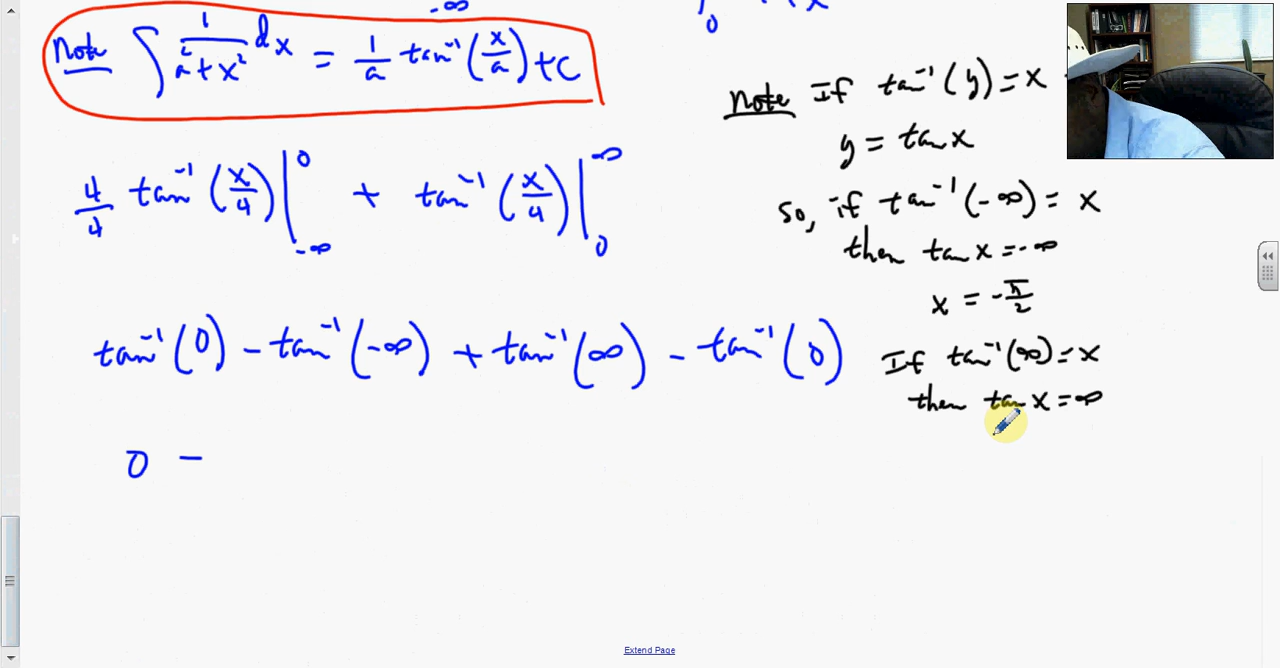 -∞
0
Note ∫ 1/(a²+x²) dx = 1/a tan⁻¹(x/a) + C
Note If tan⁻¹(y) = x
y = tan x
4/4 tan⁻¹(x/4) |₋∞⁰ + tan⁻¹(x/4) |₀^∞
So, if tan⁻¹(-∞) = x
then tan x = -∞
x = -π/2
tan⁻¹(0) - tan⁻¹(-∞) + tan⁻¹(∞) - tan⁻¹(0)
If tan⁻¹(∞) = x
then tan x = ∞
0 -
Extend Page